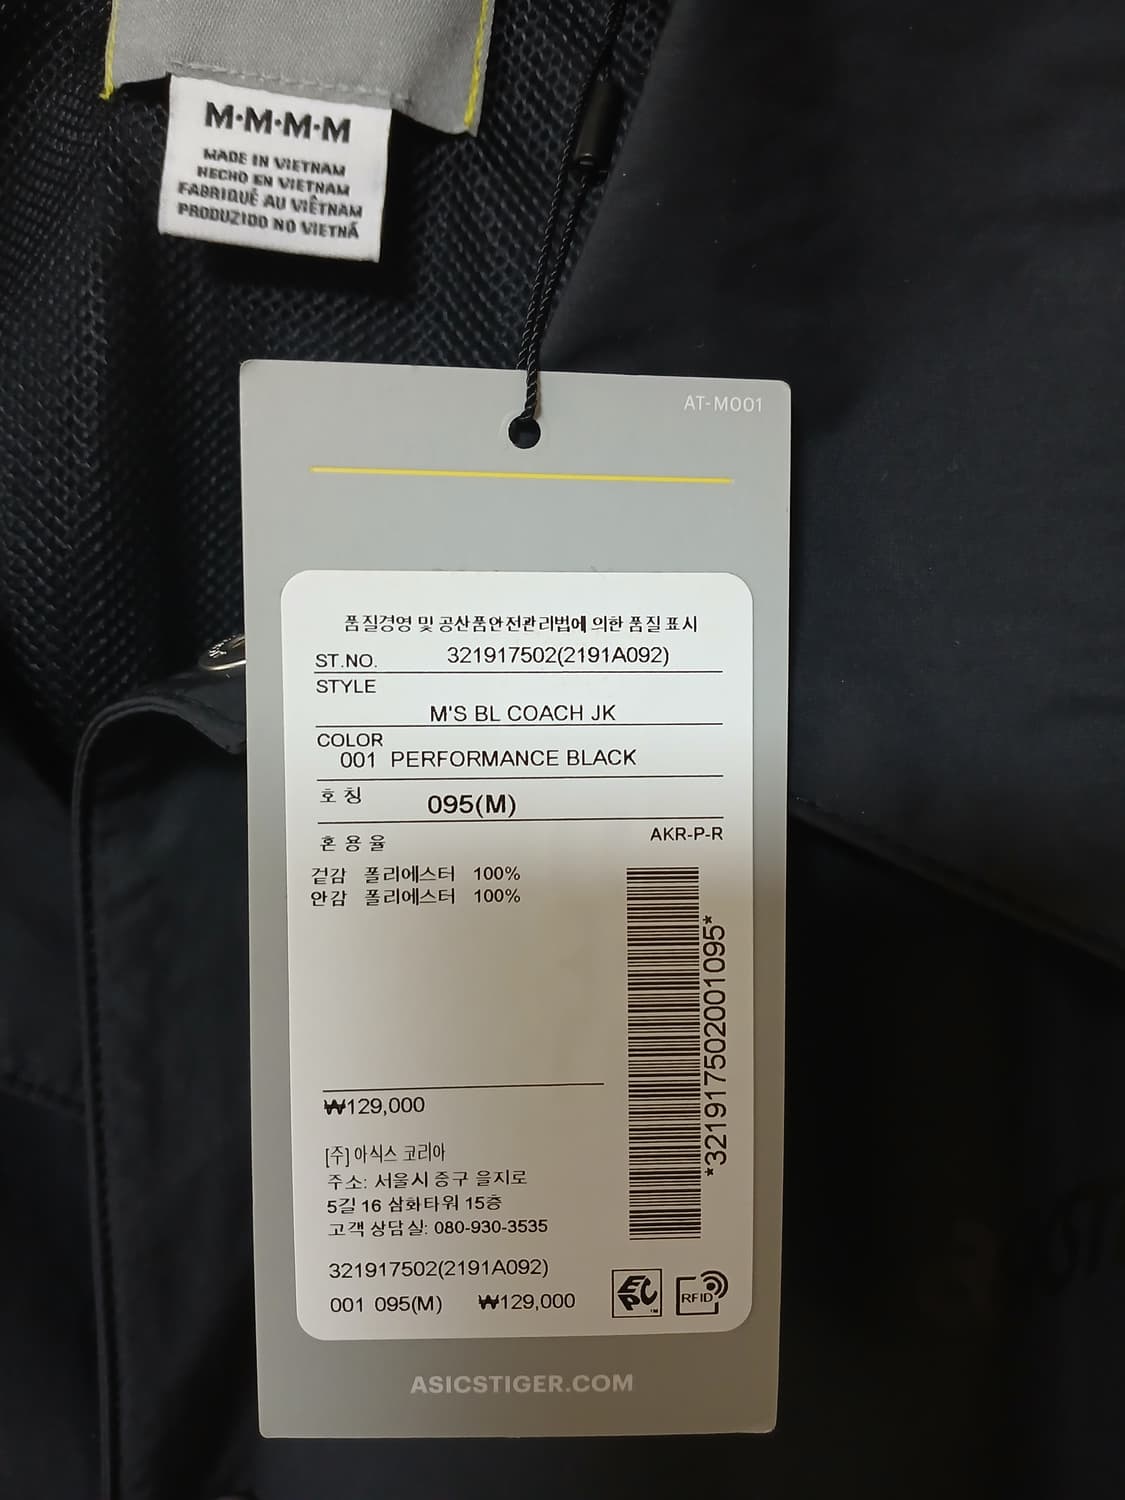 M·M·M·M
MADE IN VIETNAM
HECHO EN VIETNAM
FABRIQUÉ AU VIÊTNAM
PRODUZIDO NO VIETNÃ
AT-M001
품질경영 및 공산품안전관리법에 의한 품질표시
ST.NO. 321917502(2191A092)
STYLE
M'S BL COACH JK
COLOR
001 PERFORMANCE BLACK
호칭 095(M)
혼용율 AKR-P-R
겉감 폴리에스터 100%
안감 폴리에스터 100%
*321917502001095*
₩129,000
[주] 아식스 코리아
주소: 서울시 중구 을지로
5길 16 삼화타워 15층
고객 상담실: 080-930-3535
321917502(2191A092)
001 095(M) ₩129,000
EPC TM
RFID
ASICSTIGER.COM